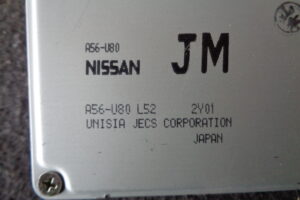 A56-U80
NISSAN JM
A56-U80 L52 2Y01
UNISIA JECS CORPORATION
JAPAN